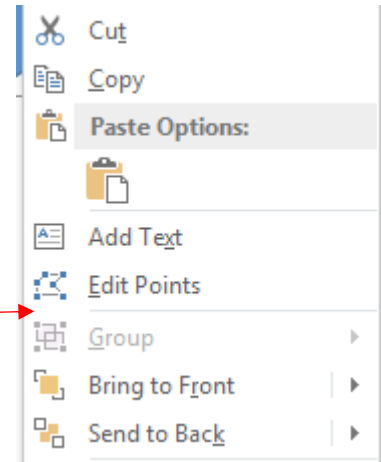 Cut
Copy
Paste Options:
Add Text
Edit Points
Group
Bring to Front
Send to Back